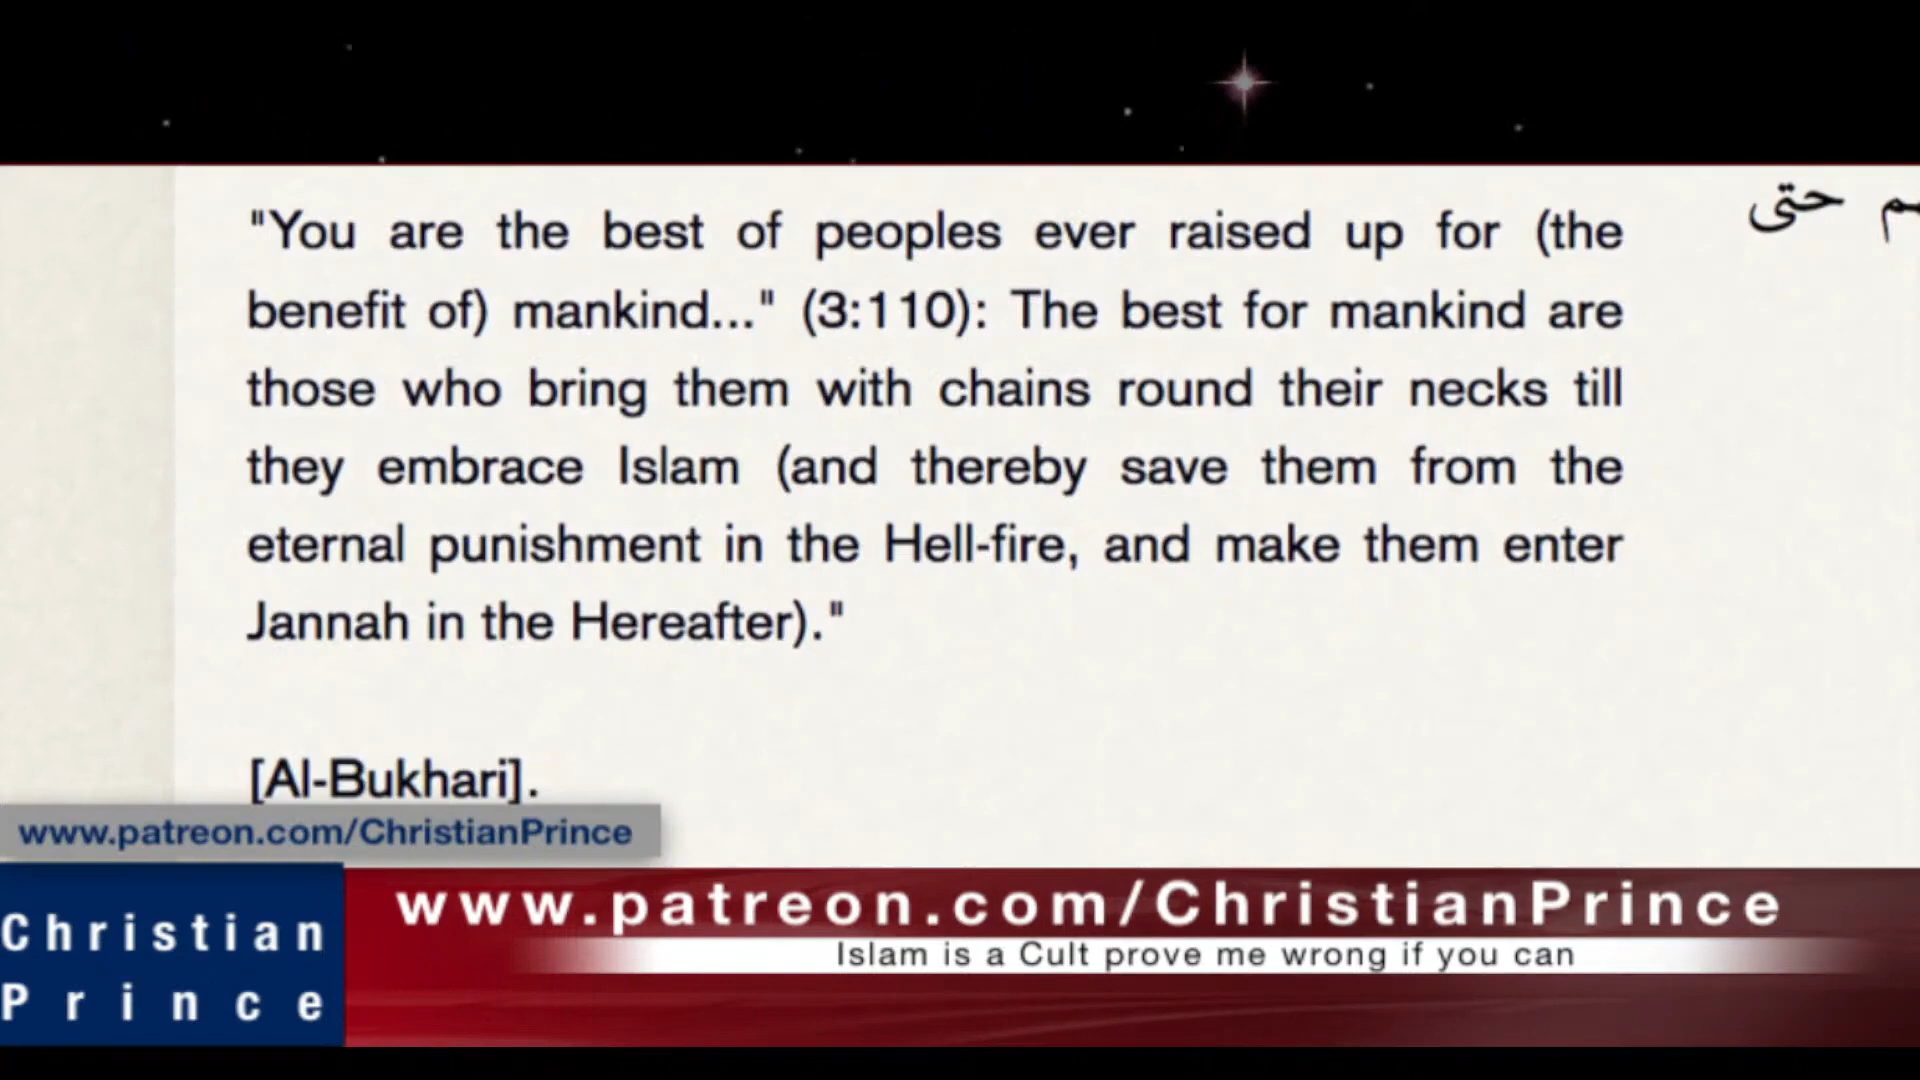 "You are the best of peoples ever raised up for (the
benefit of) mankind..." (3:110): The best for mankind are
those who bring them with chains round their necks till
they embrace Islam (and thereby save them from the
eternal punishment in the Hell-fire, and make them enter
Jannah in the Hereafter)."
حتى
[Al-Bukhari].
www.patreon.com/ChristianPrince
Christian
Prince
www.patreon.com/ChristianPrince
Islam is a Cult prove me wrong if you can